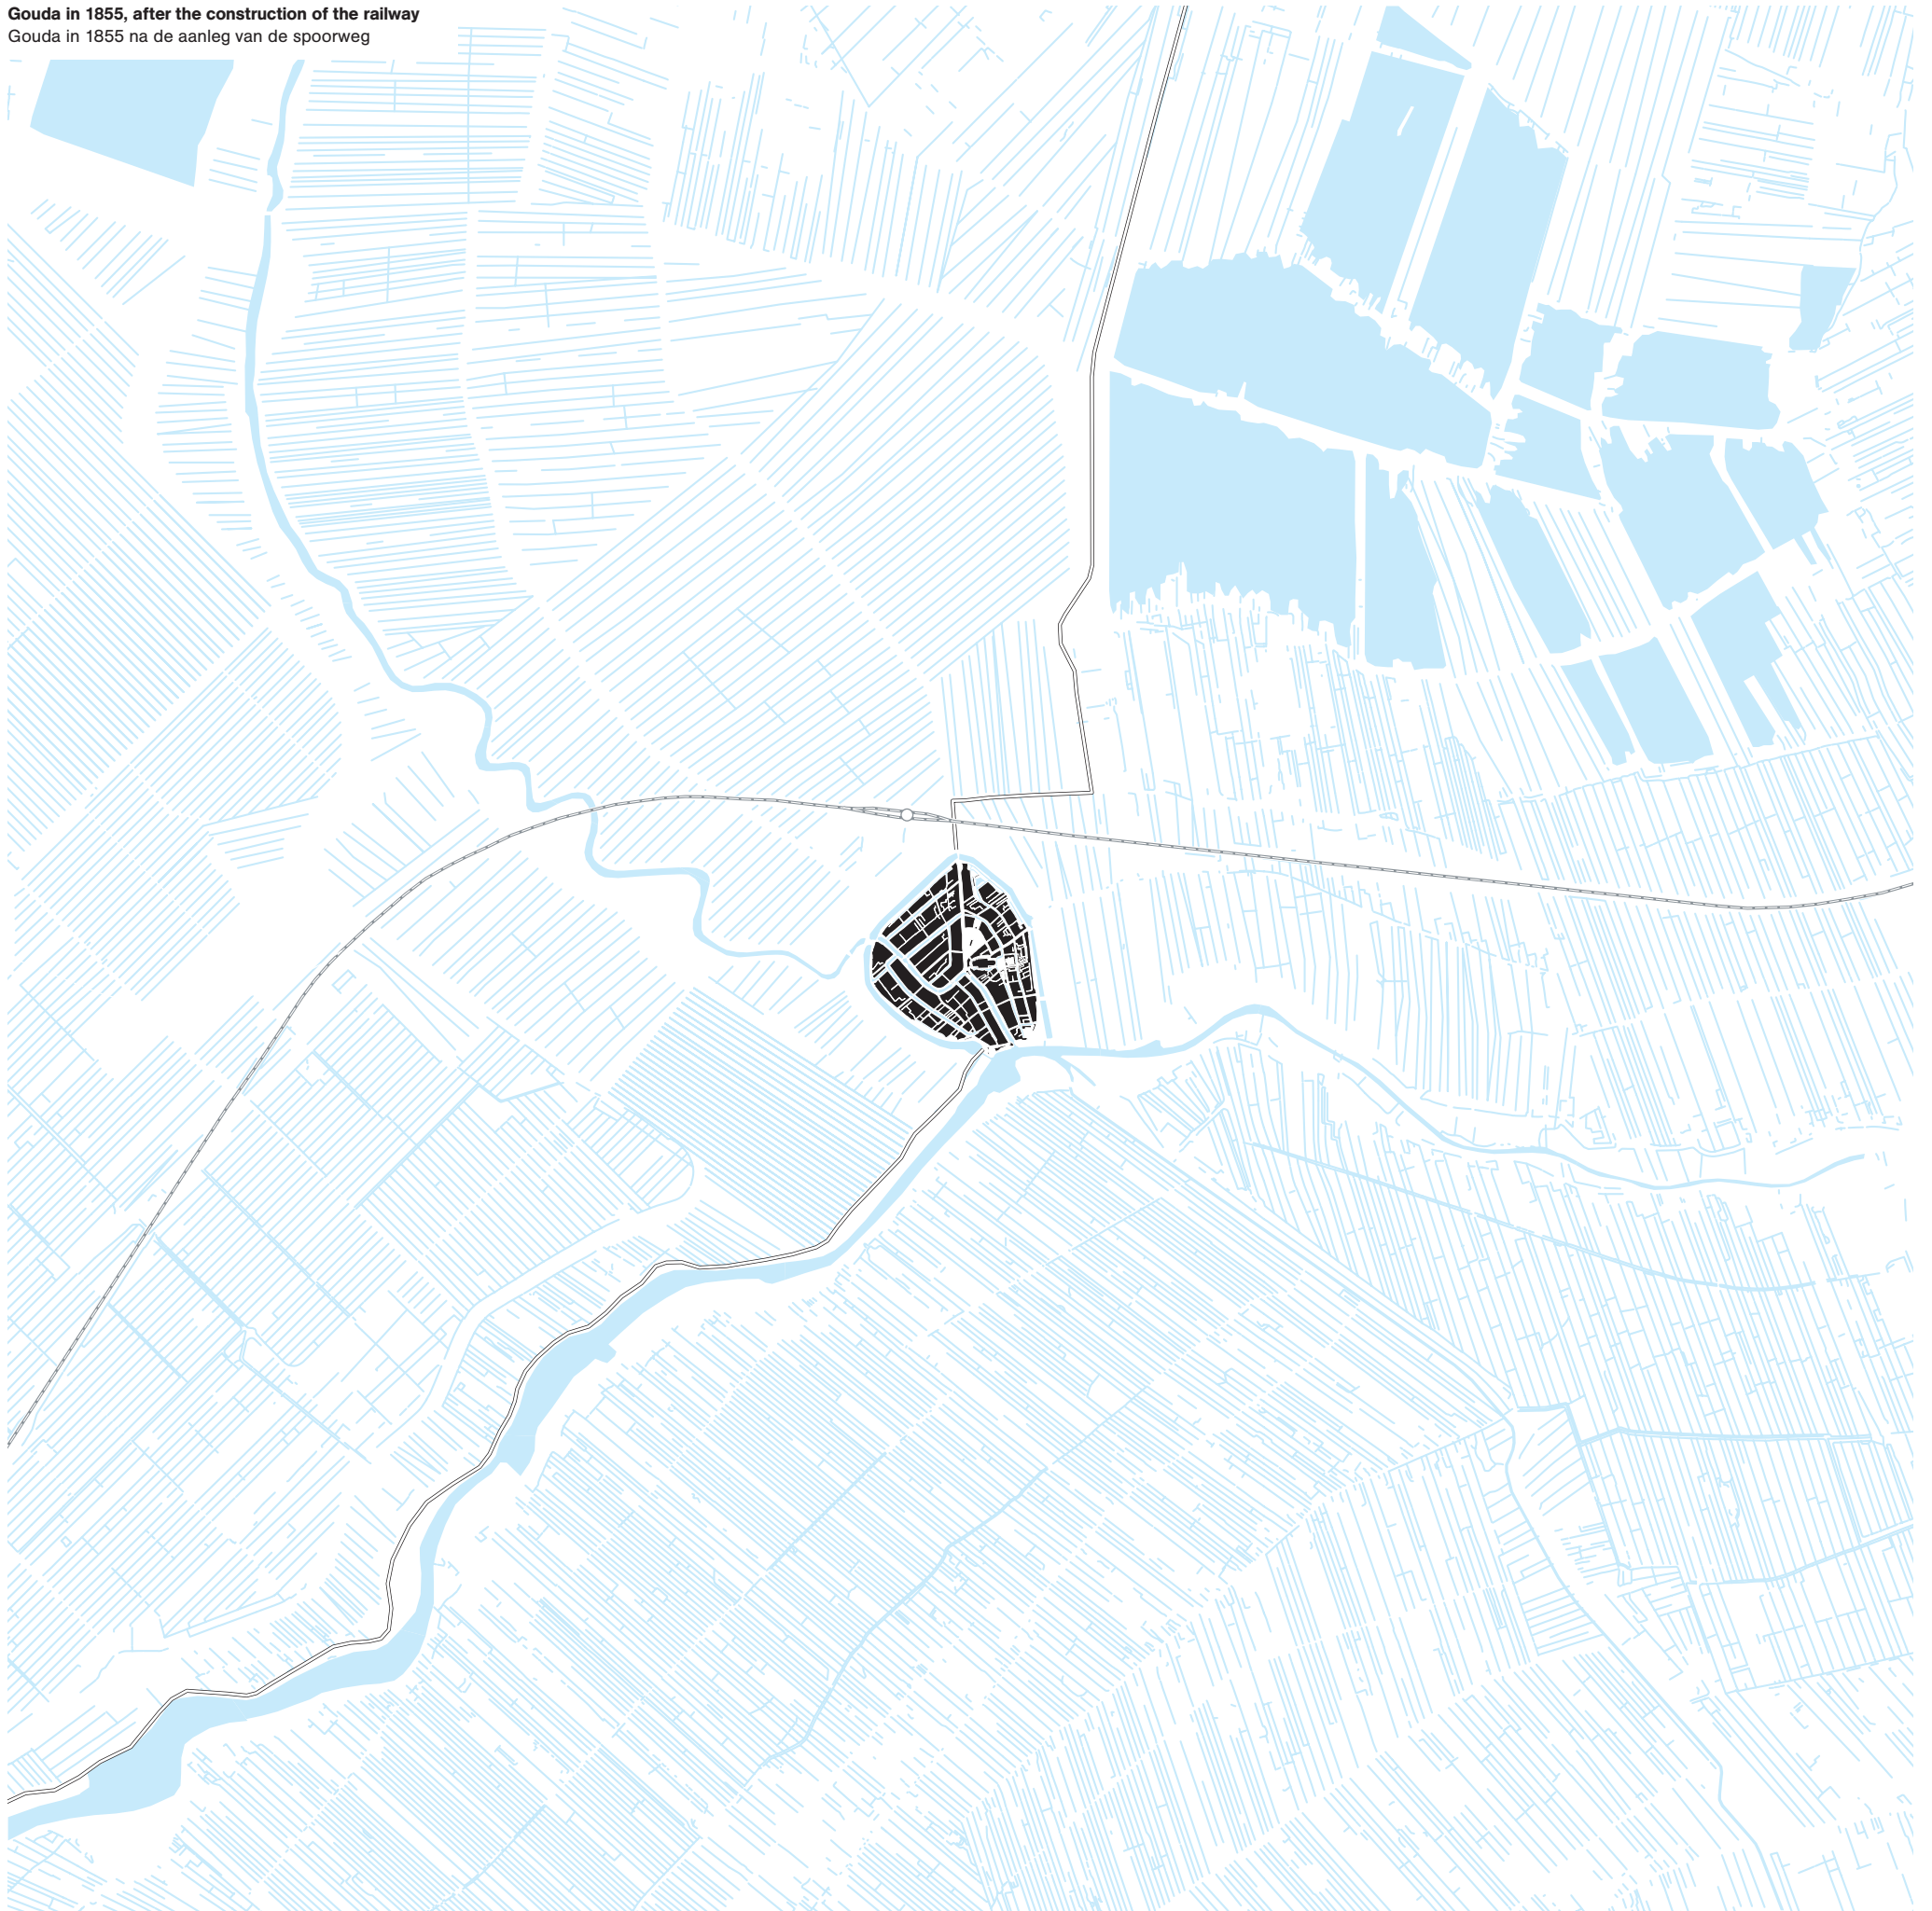 Gouda in 1855, after the construction of the railway
Gouda in 1855 na de aanleg van de spoorweg